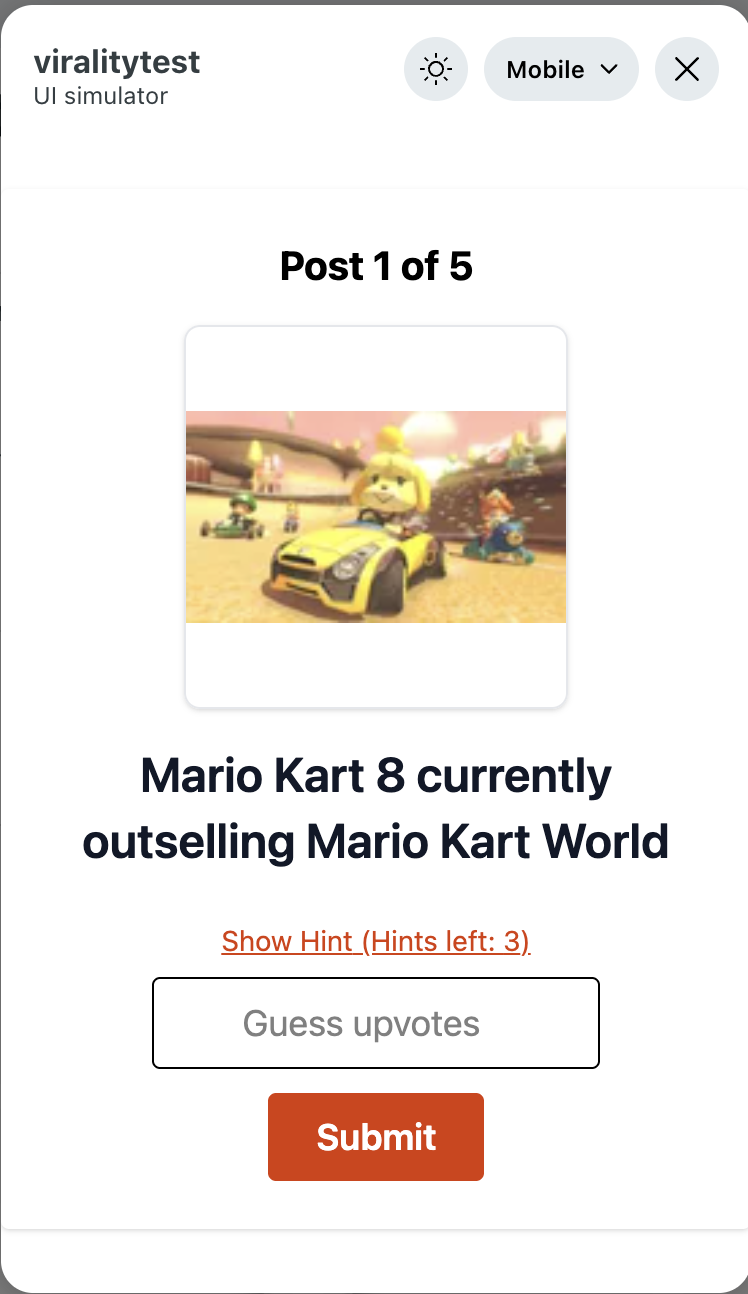 viralitytest
UI simulator
Mobile
Post 1 of 5
Mario Kart 8 currently
outselling Mario Kart World
Show Hint (Hints left: 3)
Guess upvotes
Submit